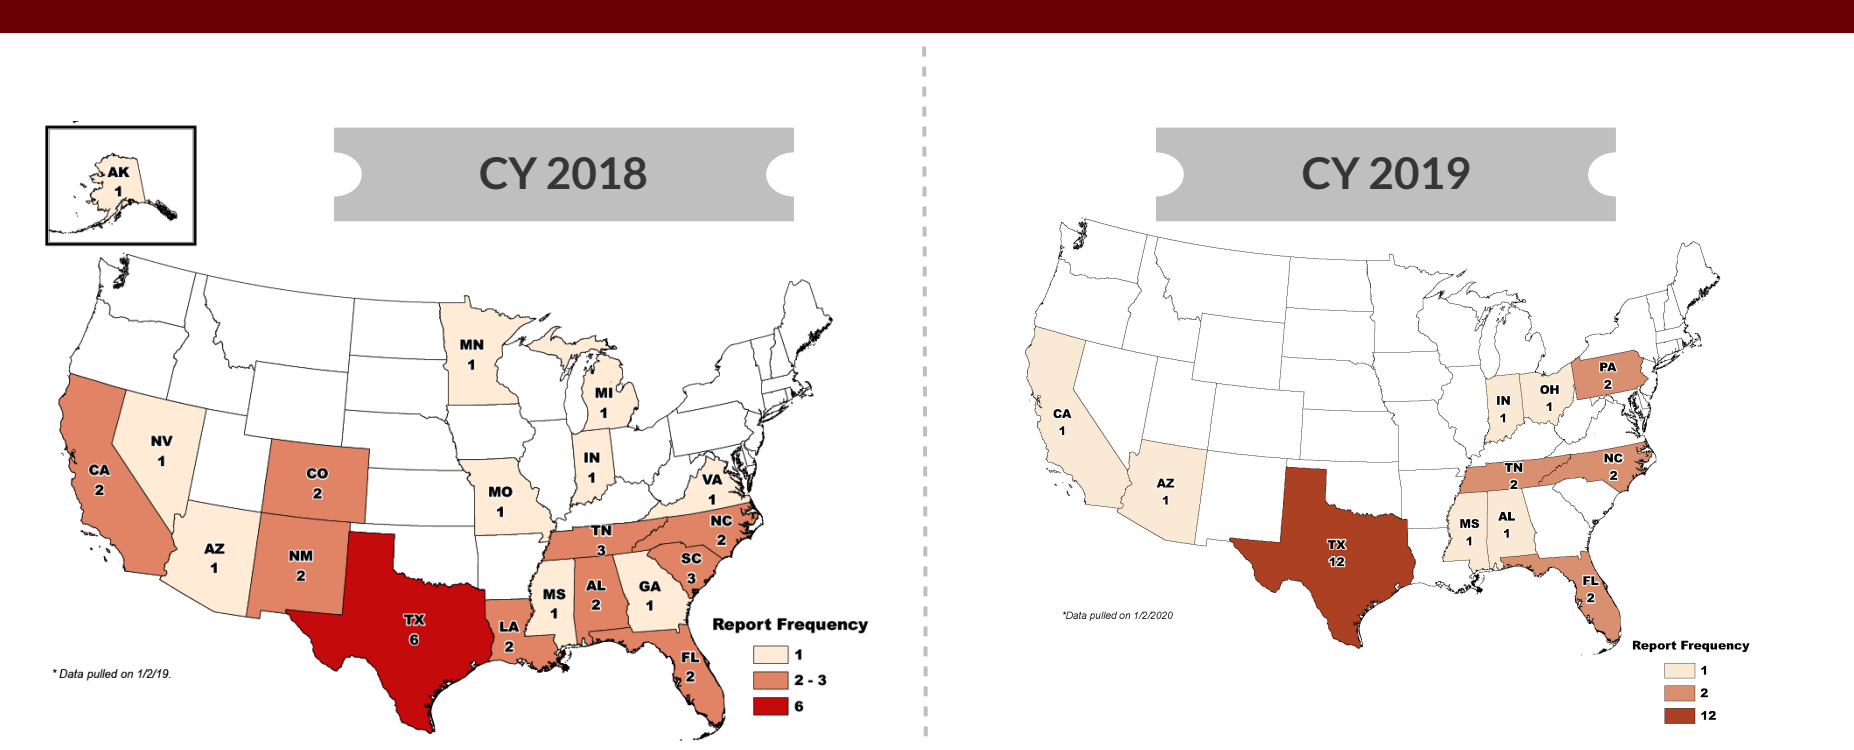 CY 2018
AK
1
MN
1
MI
1
NV
1
IN
1
CA
2
CO
2
VA
1
MO
1
NC
2
TN
3
AZ
1
NM
2
SC
3
AL
2
GA
1
MS
1
TX
6
LA
2
FL
2
Report Frequency
1
2 - 3
6
* Data pulled on 1/2/19.
CY 2019
PA
2
OH
1
IN
1
CA
1
NC
2
TN
2
AZ
1
MS
1
AL
1
TX
12
FL
2
*Data pulled on 1/2/2020
Report Frequency
1
2
12